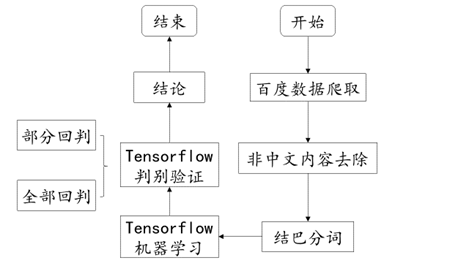 结束
开始
结论
百度数据爬取
部分回判
Tensorflow
判别验证
非中文内容去除
全部回判
Tensorflow
机器学习
结巴分词